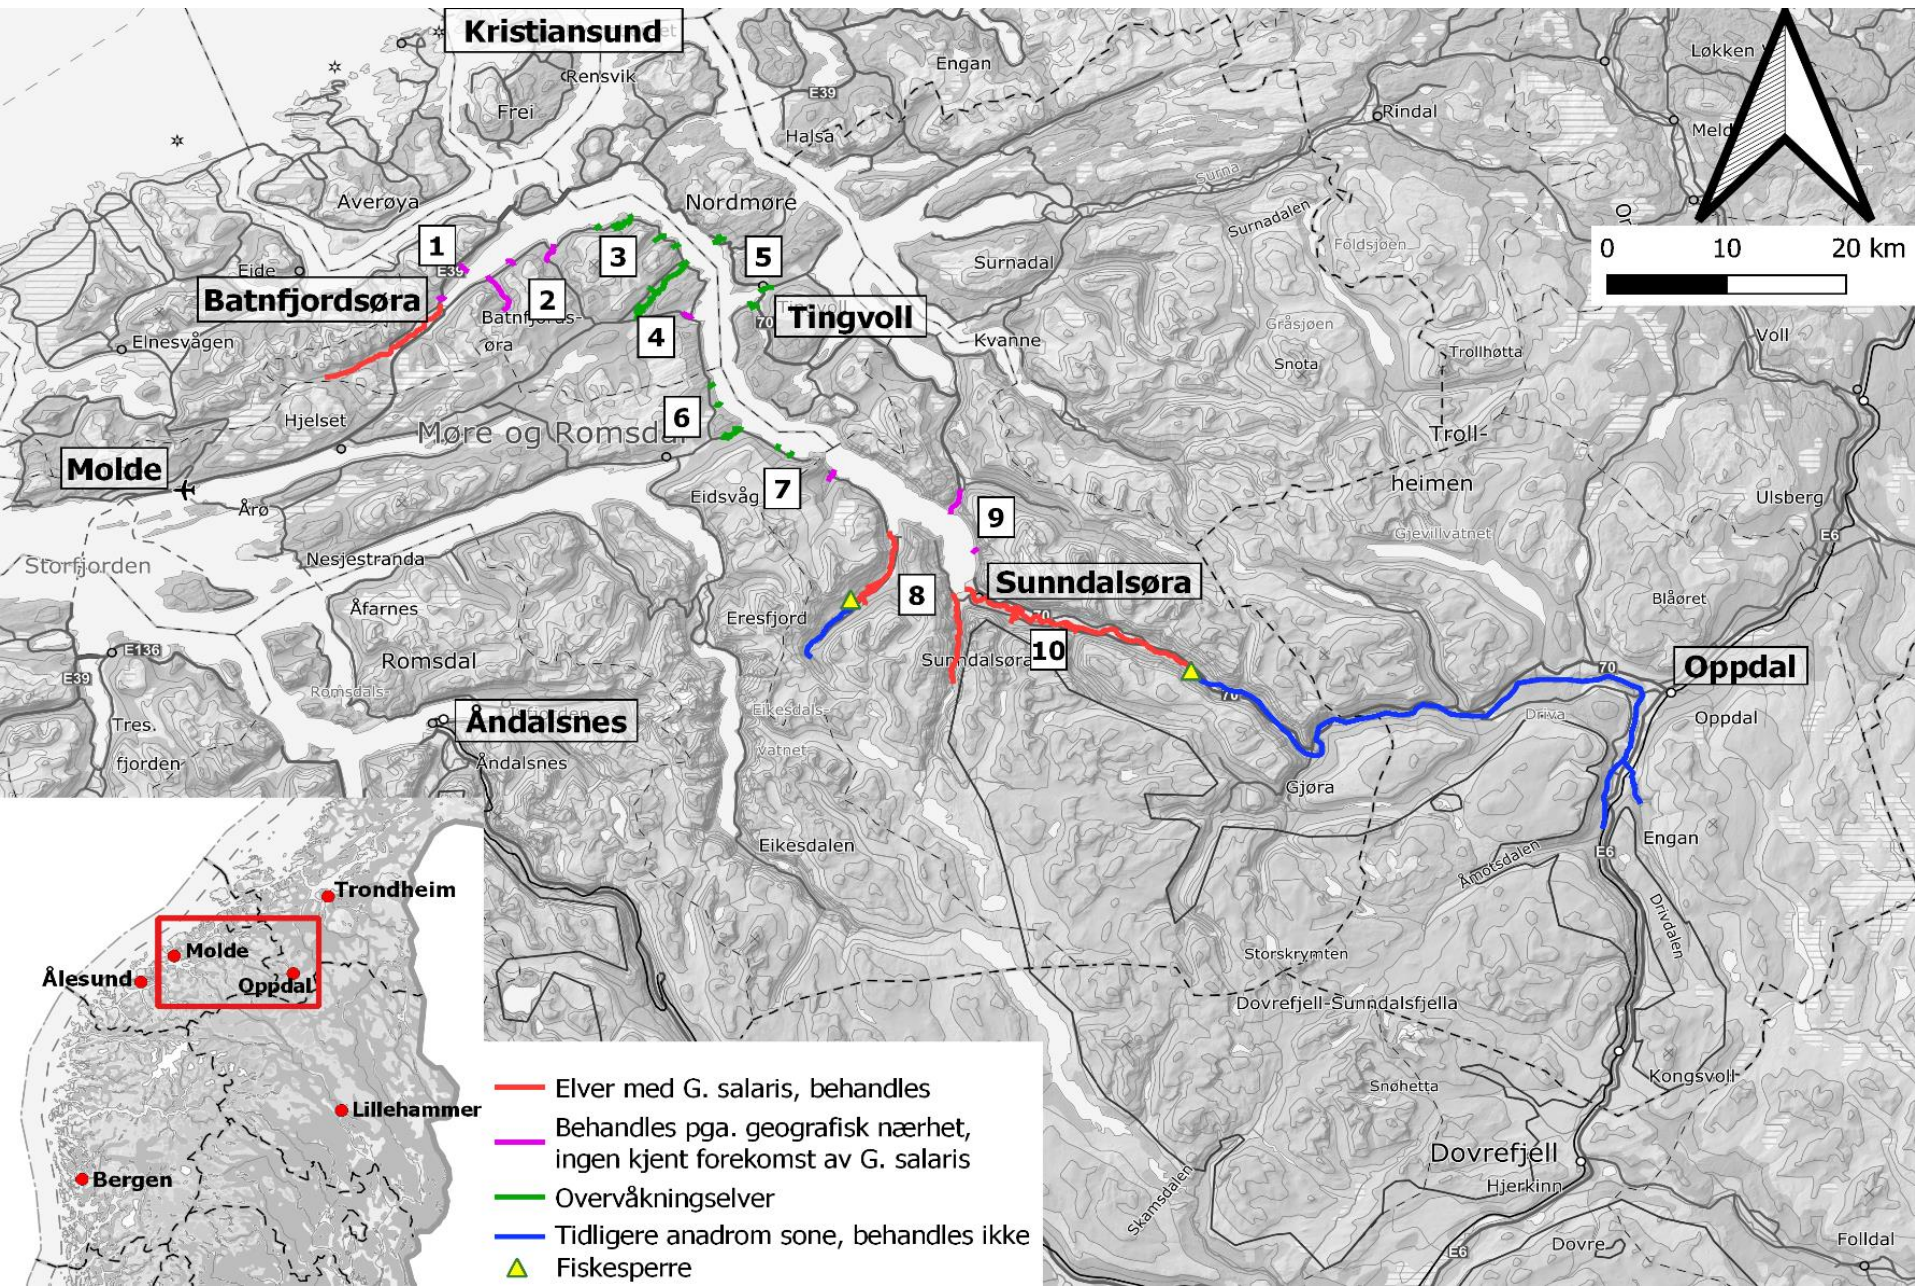 Kristiansund
Rensvik
Frei
Engan
E39
Halsa
Løkken
Rindal
Meld
Surna
Averøya
Nordmøre
Surnadalen
Foldsjøen
0 10 20 km
1
3
5
E39
Eide
Surnadal
Batnfjordsøra
2
Tingvoll
Tingvoll
70
Batnfjords-
øra
4
Gråsjøen
Voll
Elnesvågen
Kvanne
Snota
Trollhøtta
Hjelset
6
Møre og Romsdal
Troll-
heimen
Molde
7
Eidsvåg
Årø
9
Ulsberg
Gjevillvatnet
E6
Nesjestranda
Storfjorden
Sunndalsøra
Åfarnes
8
Eresfjord
70
Blåøret
E136
Romsdal
Sunndalsøra
10
70
Oppdal
E39
Romsdals-
70
Eikesdals-
vatnet
Driva
Oppdal
Tres.
fjorden
Åndalsnes
Åndalsnes
Gjøra
Eikesdalen
Engan
E6
Åmotsdalen
Drivdalen
Trondheim
Molde
Ålesund
Oppdal
Storskrymten
Dovrefjell-Sunndalsfjella
Snøhetta
Kongsvoll
Lillehammer
Bergen
Dovrefjell
Hjerkinn
Skamsdalen
E6
Dovre
Folldal
Elver med G. salaris, behandles
Behandles pga. geografisk nærhet,
ingen kjent forekomst av G. salaris
Overvåkningselver
Tidligere anadrom sone, behandles ikke
Fiskesperre